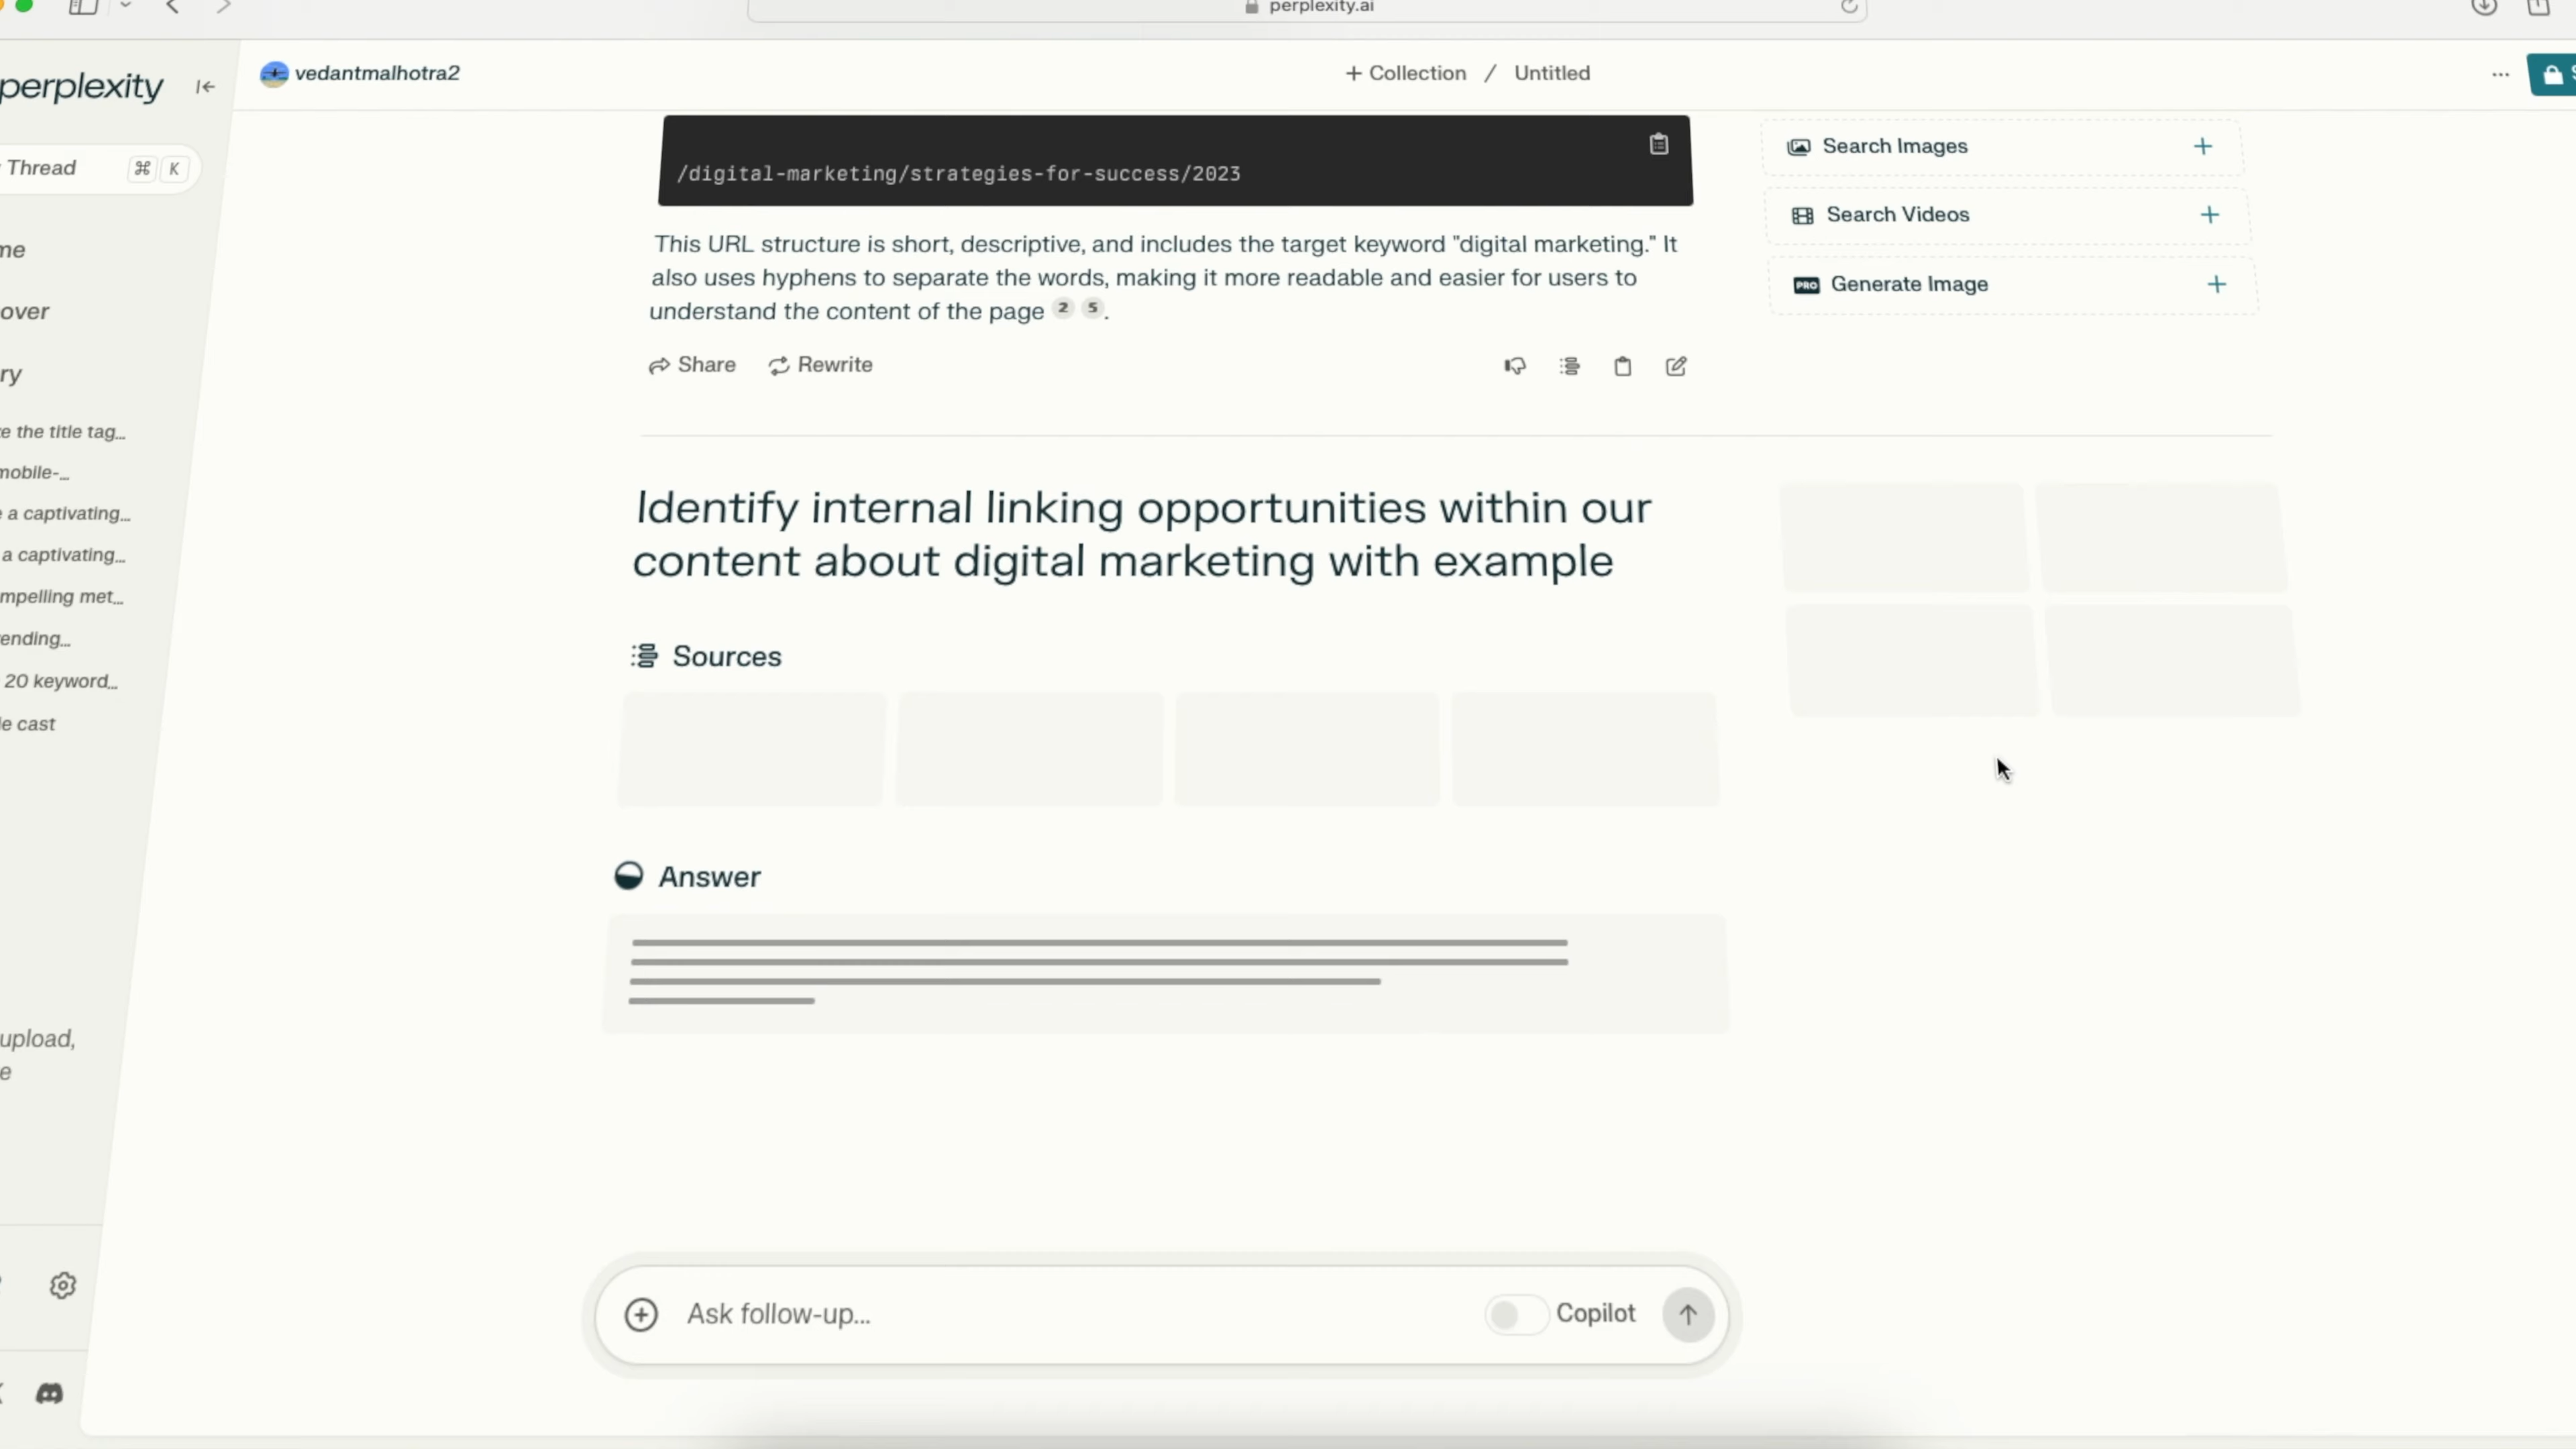 perplexity.ai
perplexity
vedantmalhotra2
+ Collection / Untitled
Thread ⌘ K
me
over
ry
e the title tag...
mobile-...
e a captivating...
a captivating...
mpelling met...
ending...
20 keyword...
le cast
upload,
e
/digital-marketing/strategies-for-success/2023
This URL structure is short, descriptive, and includes the target keyword "digital marketing." It
also uses hyphens to separate the words, making it more readable and easier for users to
understand the content of the page 2 5.
Share Rewrite
Search Images
Search Videos
PRO Generate Image
Identify internal linking opportunities within our
content about digital marketing with example
Sources
Answer
Ask follow-up...
Copilot